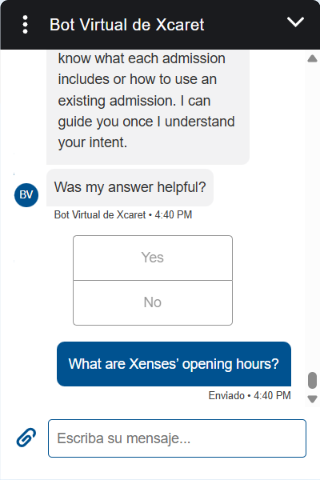 Bot Virtual de Xcaret
know what each admission
includes or how to use an
existing admission. I can
guide you once I understand
your intent.
Was my answer helpful?
BV
Bot Virtual de Xcaret • 4:40 PM
Yes
No
What are Xenses’ opening hours?
Enviado • 4:40 PM
Escriba su mensaje...